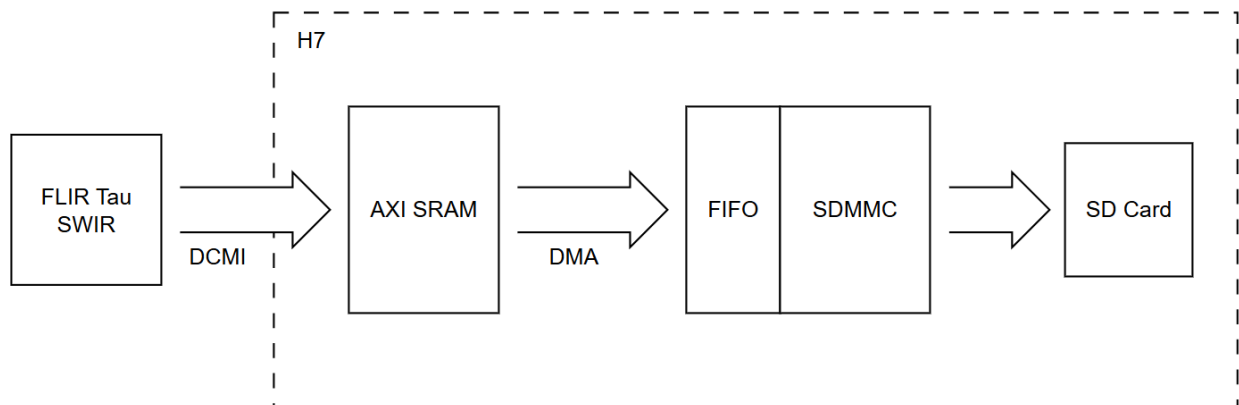 H7
FLIR Tau
SWIR
DCMI
AXI SRAM
DMA
FIFO
SDMMC
SD Card